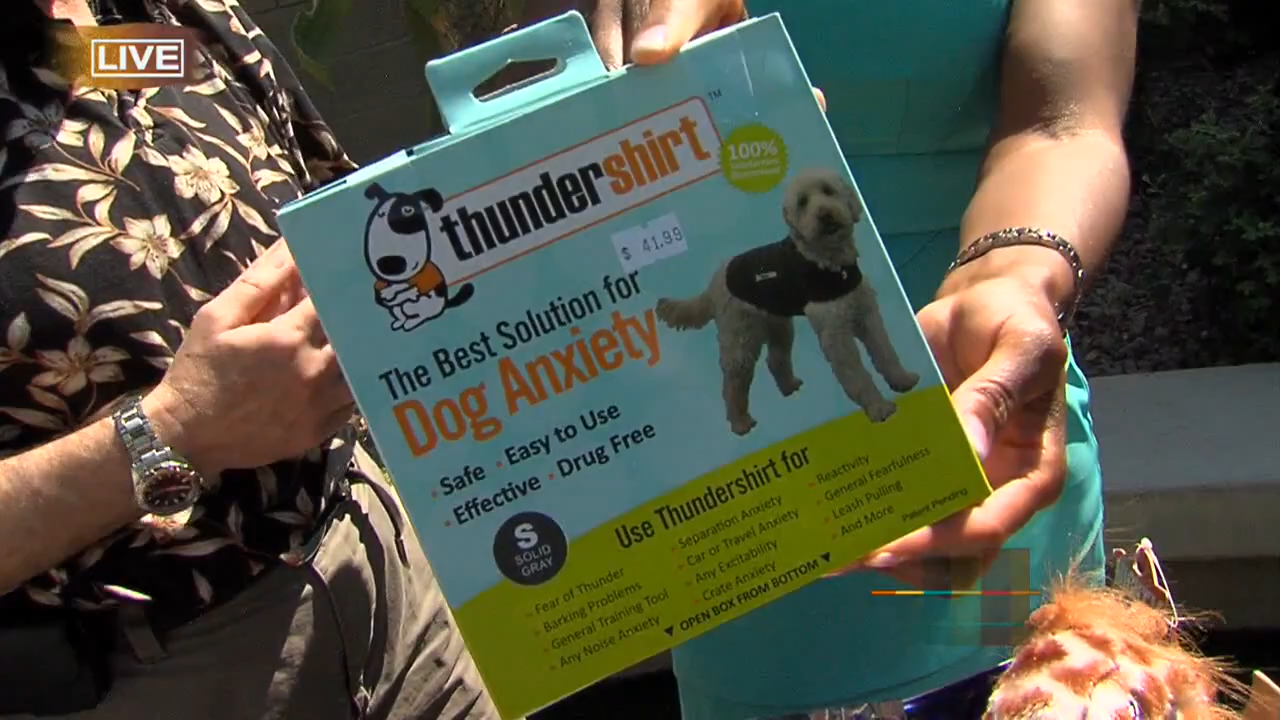 LIVE
thundershirt™
100%
$ 41.99
The Best Solution for
Dog Anxiety
Safe • Easy to Use
• Effective • Drug Free
S
SOLID
GRAY
Use Thundershirt for
Fear of Thunder
Barking Problems
General Training Tool
Any Noise Anxiety
Separation Anxiety
Car or Travel Anxiety
Any Excitability
Crate Anxiety
Reactivity
General Fearfulness
Leash Pulling
And More
Patent Pending
▼ OPEN BOX FROM BOTTOM ▼